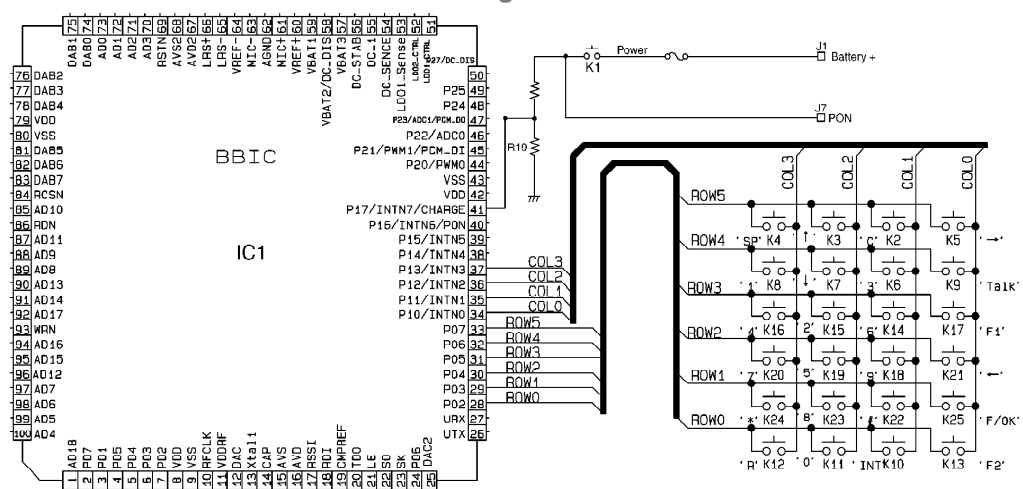 75 DAB1
74 DAB0
73 AD0
72 AD1
71 AD2
70 AD3
69 RSTN
68 AVS2
67 AVD2
66 LRS+
65 LRS-
64 VREF-
63 MIC-
62 AGND
61 MIC+
60 VREF+
59 VBAT1
58 VBAT2/DC_DIS
57 VBAT3
56 DC_STAB
55 DC_I
54 DC_SENCE
53 LDO1_Sense
52 LDO2_CTRL
51 LDO1_CTRL
76 DAB2
77 DAB3
78 DAB4
79 VDD
80 VSS
81 DAB5
82 DAB6
83 DAB7
84 RCSN
85 AD10
86 RDN
87 AD11
88 AD9
89 AD8
90 AD13
91 AD14
92 AD17
93 WRN
94 AD16
95 AD15
96 AD12
97 AD7
98 AD6
99 AD5
100 AD4
BBIC
IC1
P27/DC_DIS 50
P25 49
P24 48
P23/ADC1/PCM_DO 47
P22/ADC0 46
P21/PWM1/PCM_DI 45
P20/PWM0 44
VSS 43
VDD 42
P17/INTN7/CHARGE 41
P16/INTN6/PON 40
P15/INTN5 39
P14/INTN4 38
P13/INTN3 37 COL3
P12/INTN2 36 COL2
P11/INTN1 35 COL1
P10/INTN0 34 COL0
P07 33 ROW5
P06 32 ROW4
P05 31 ROW3
P04 30 ROW2
P03 29 ROW1
P02 28 ROW0
URX 27
UTX 26
1 AD18
2 PD7
3 PD1
4 PD5
5 PD4
6 PD3
7 PD2
8 VDD
9 VSS
10 RFCLK
11 VDDRF
12 DAC
13 Xtal1
14 CAP
15 AVS
16 AVD
17 RSSI
18 RDI
19 CMPREF
20 TDO
21 LE
22 SO
23 SK
24 PD6
25 DAC2
K1 Power
J1
Battery +
J7
PON
R19
COL3 COL2 COL1 COL0
ROW5
'SP' K4 '↑' K3 'C' K2 K5 '→'
ROW4
'1' K8 '↓' K7 '3' K6 K9 'Talk'
ROW3
'4' K16 '2' K15 '6' K14 K17 'F1'
ROW2
'7' K20 '5' K19 '9' K18 K21 '←'
ROW1
'*' K24 '8' K23 '#' K22 K25 'F/OK'
ROW0
'R' K12 '0' K11 'INT' K10 K13 'F2'